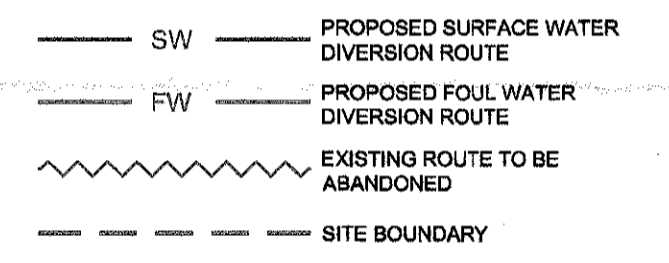 SW PROPOSED SURFACE WATER
DIVERSION ROUTE
FW PROPOSED FOUL WATER
DIVERSION ROUTE
EXISTING ROUTE TO BE
ABANDONED
SITE BOUNDARY